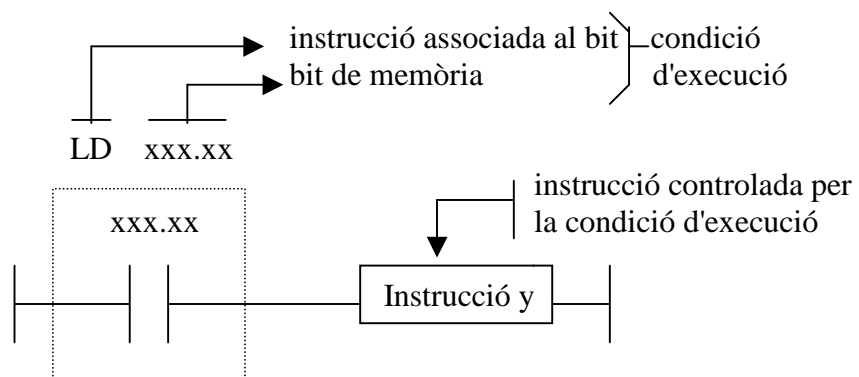 instrucció associada al bit
bit de memòria
condició
d'execució
LD xxx.xx
xxx.xx
instrucció controlada per
la condició d'execució
Instrucció y